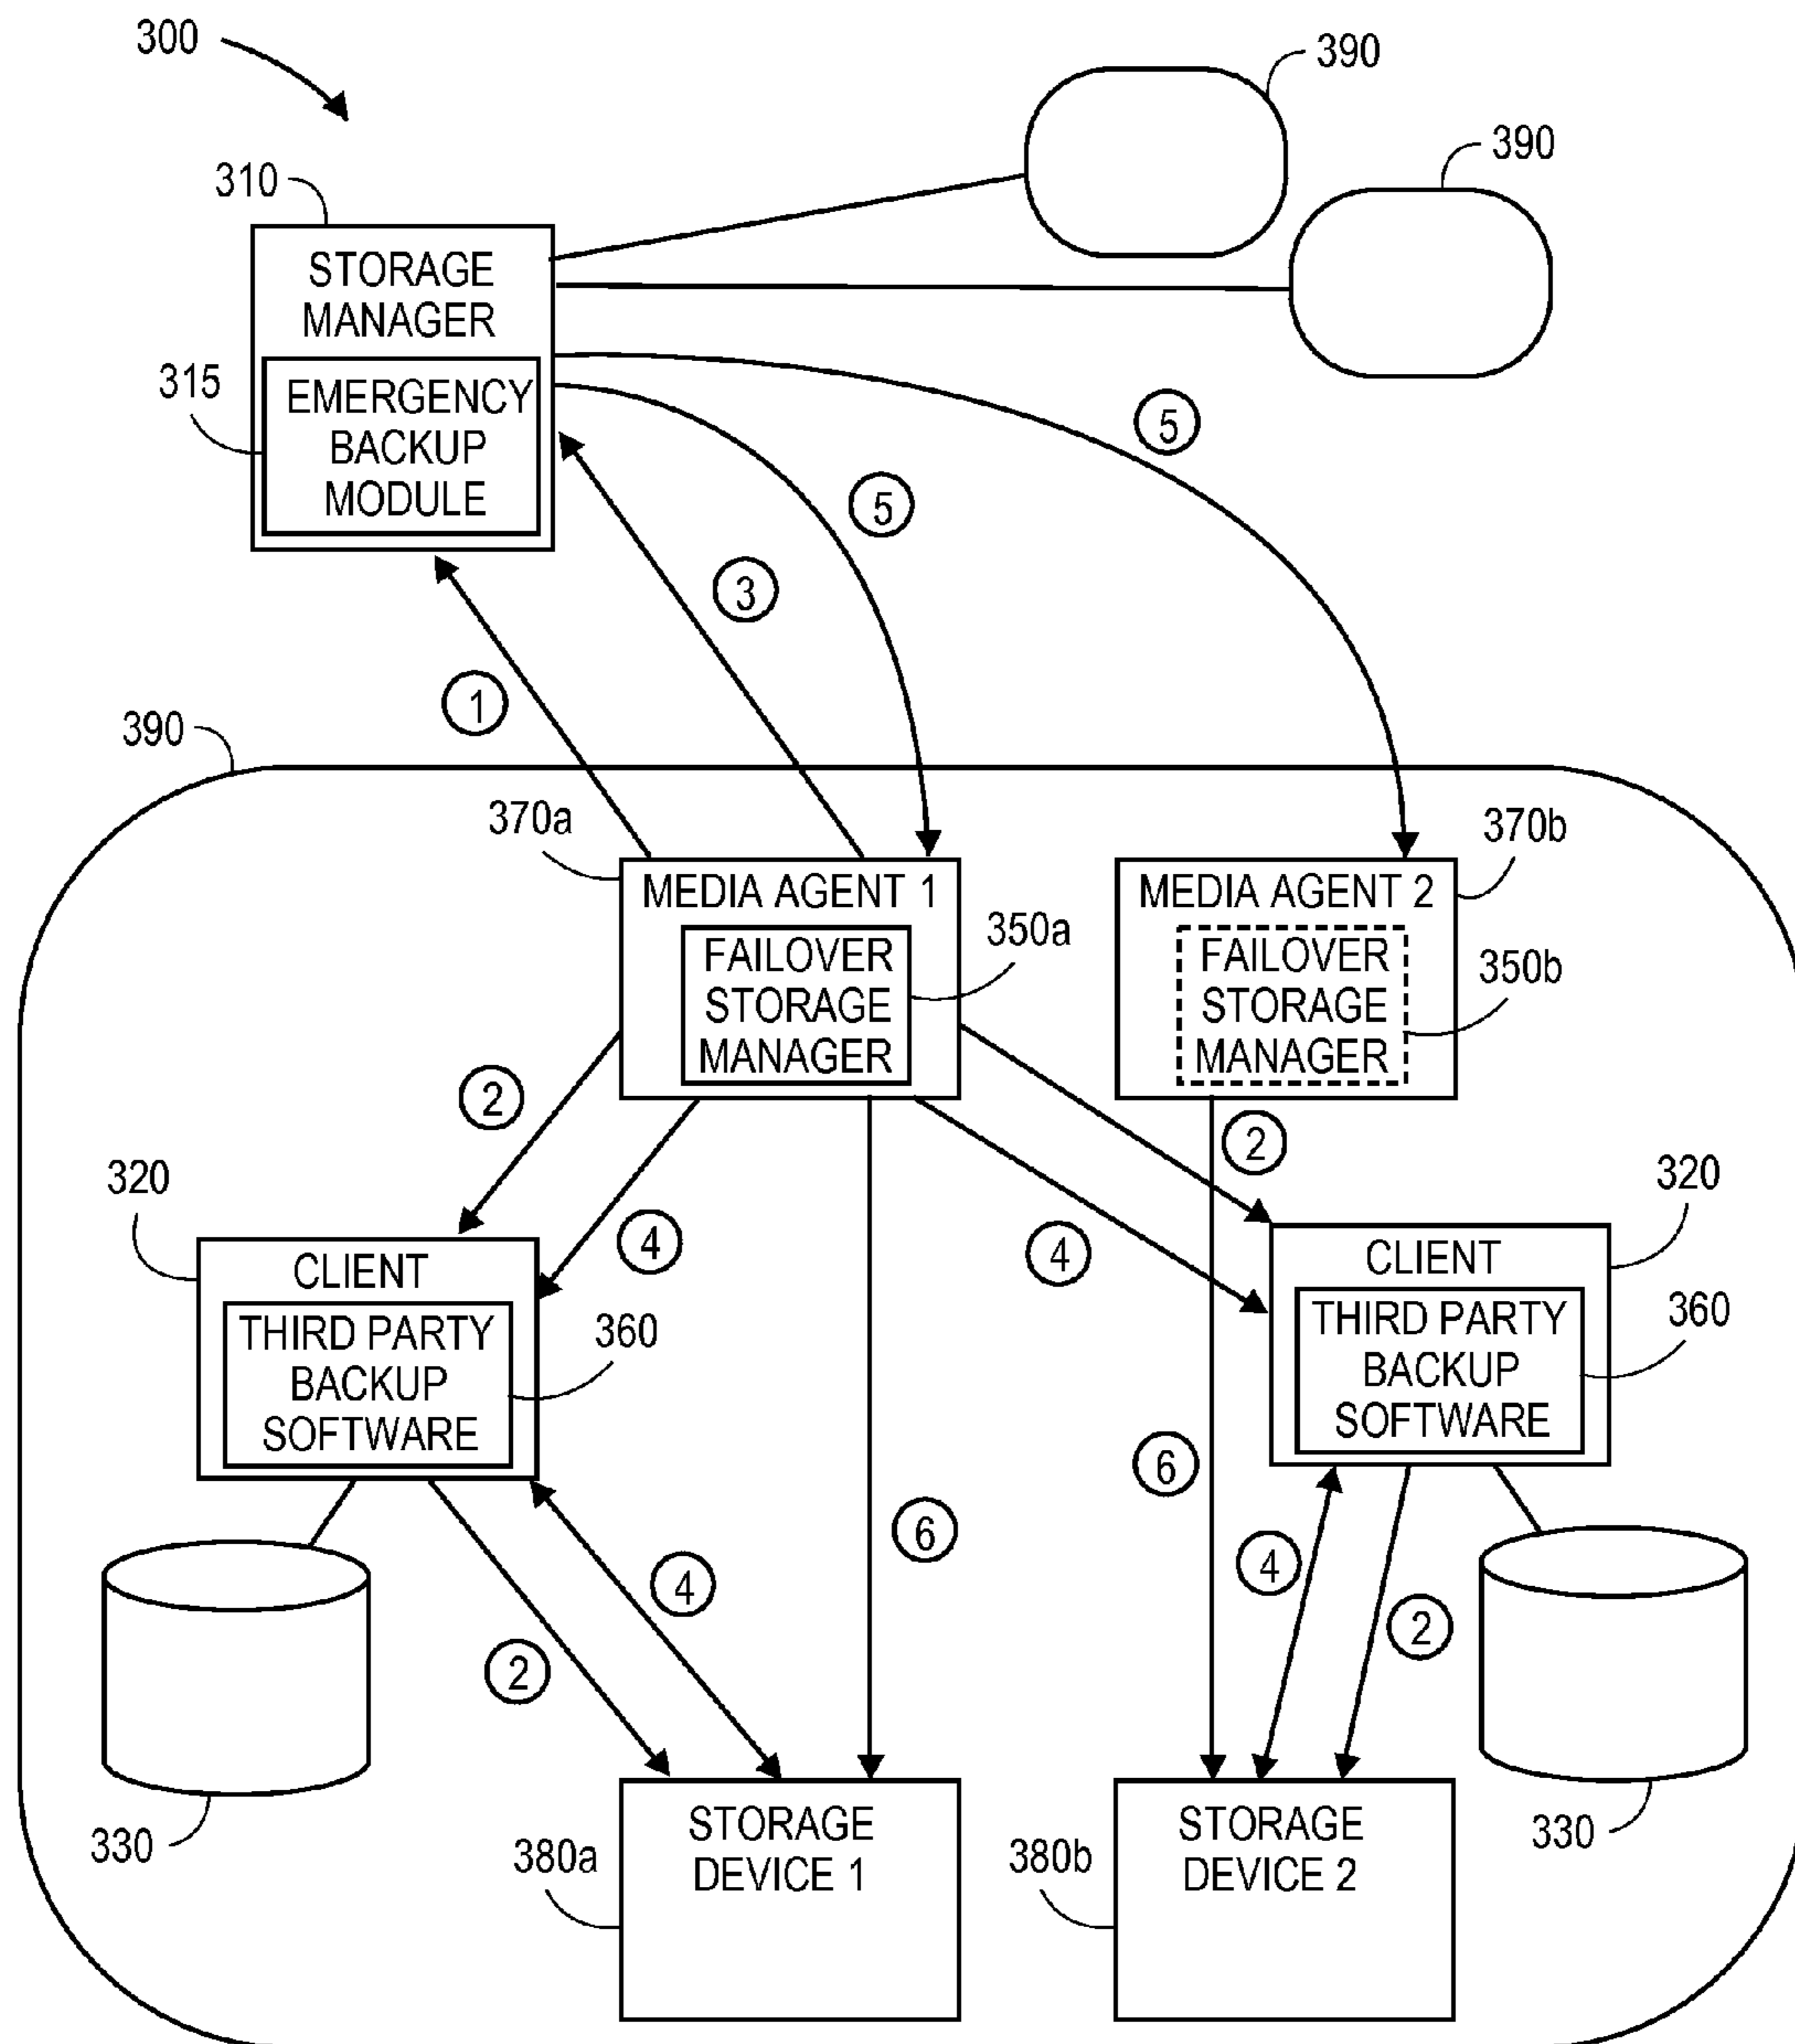 300
390
390
310
STORAGE
MANAGER
315
EMERGENCY
BACKUP
MODULE
5
5
3
1
390
370a
370b
MEDIA AGENT 1
MEDIA AGENT 2
350a
350b
FAILOVER
STORAGE
MANAGER
FAILOVER
STORAGE
MANAGER
2
2
320
320
4
4
CLIENT
THIRD PARTY
BACKUP
SOFTWARE
360
CLIENT
THIRD PARTY
BACKUP
SOFTWARE
360
6
6
4
4
2
2
330
330
380a
STORAGE
DEVICE 1
380b
STORAGE
DEVICE 2